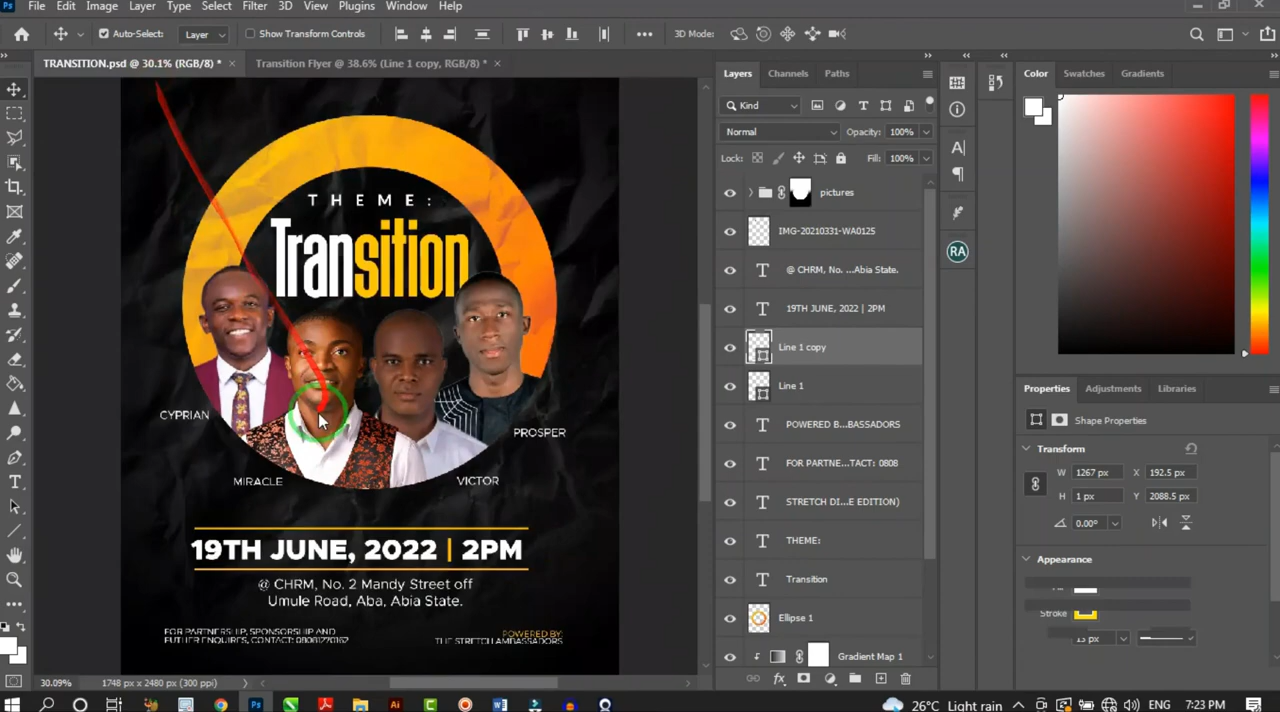 Ps File Edit Image Layer Type Select Filter 3D View Plugins Window Help
Auto-Select: Layer Show Transform Controls 3D Mode:
TRANSITION.psd @ 30.1% (RGB/8) * × Transition Flyer @ 38.6% (Line 1 copy, RGB/8) * ×
THEME:
Transition
CYPRIAN
PROSPER
MIRACLE
VICTOR
19TH JUNE, 2022 | 2PM
@ CHRM, No. 2 Mandy Street off
Umule Road, Aba, Abia State.
FOR PARTNERSHIP, SPONSORSHIP AND
POWERED BY:
THE STRETCH AMBASSADORS
30.09% 1748 px x 2480 px (300 ppi)
Layers Channels Paths
Kind
Normal Opacity: 100%
Lock: Fill: 100%
pictures
IMG-20210331-WA0125
T @ CHRM, No. ...Abia State.
T 19TH JUNE, 2022 | 2PM
Line 1 copy
Line 1
T POWERED B...BASSADORS
T FOR PARTNE...TACT: 0808
T STRETCH DI...E EDITION)
T THEME:
T Transition
Ellipse 1
Gradient Map 1
fx
RA
Color Swatches Gradients
Properties Adjustments Libraries
Shape Properties
Transform
W 1267 px X 192.5 px
H 1 px Y 2088.5 px
0.00°
Appearance
Stroke
26°C Light rain ENG 7:23 PM